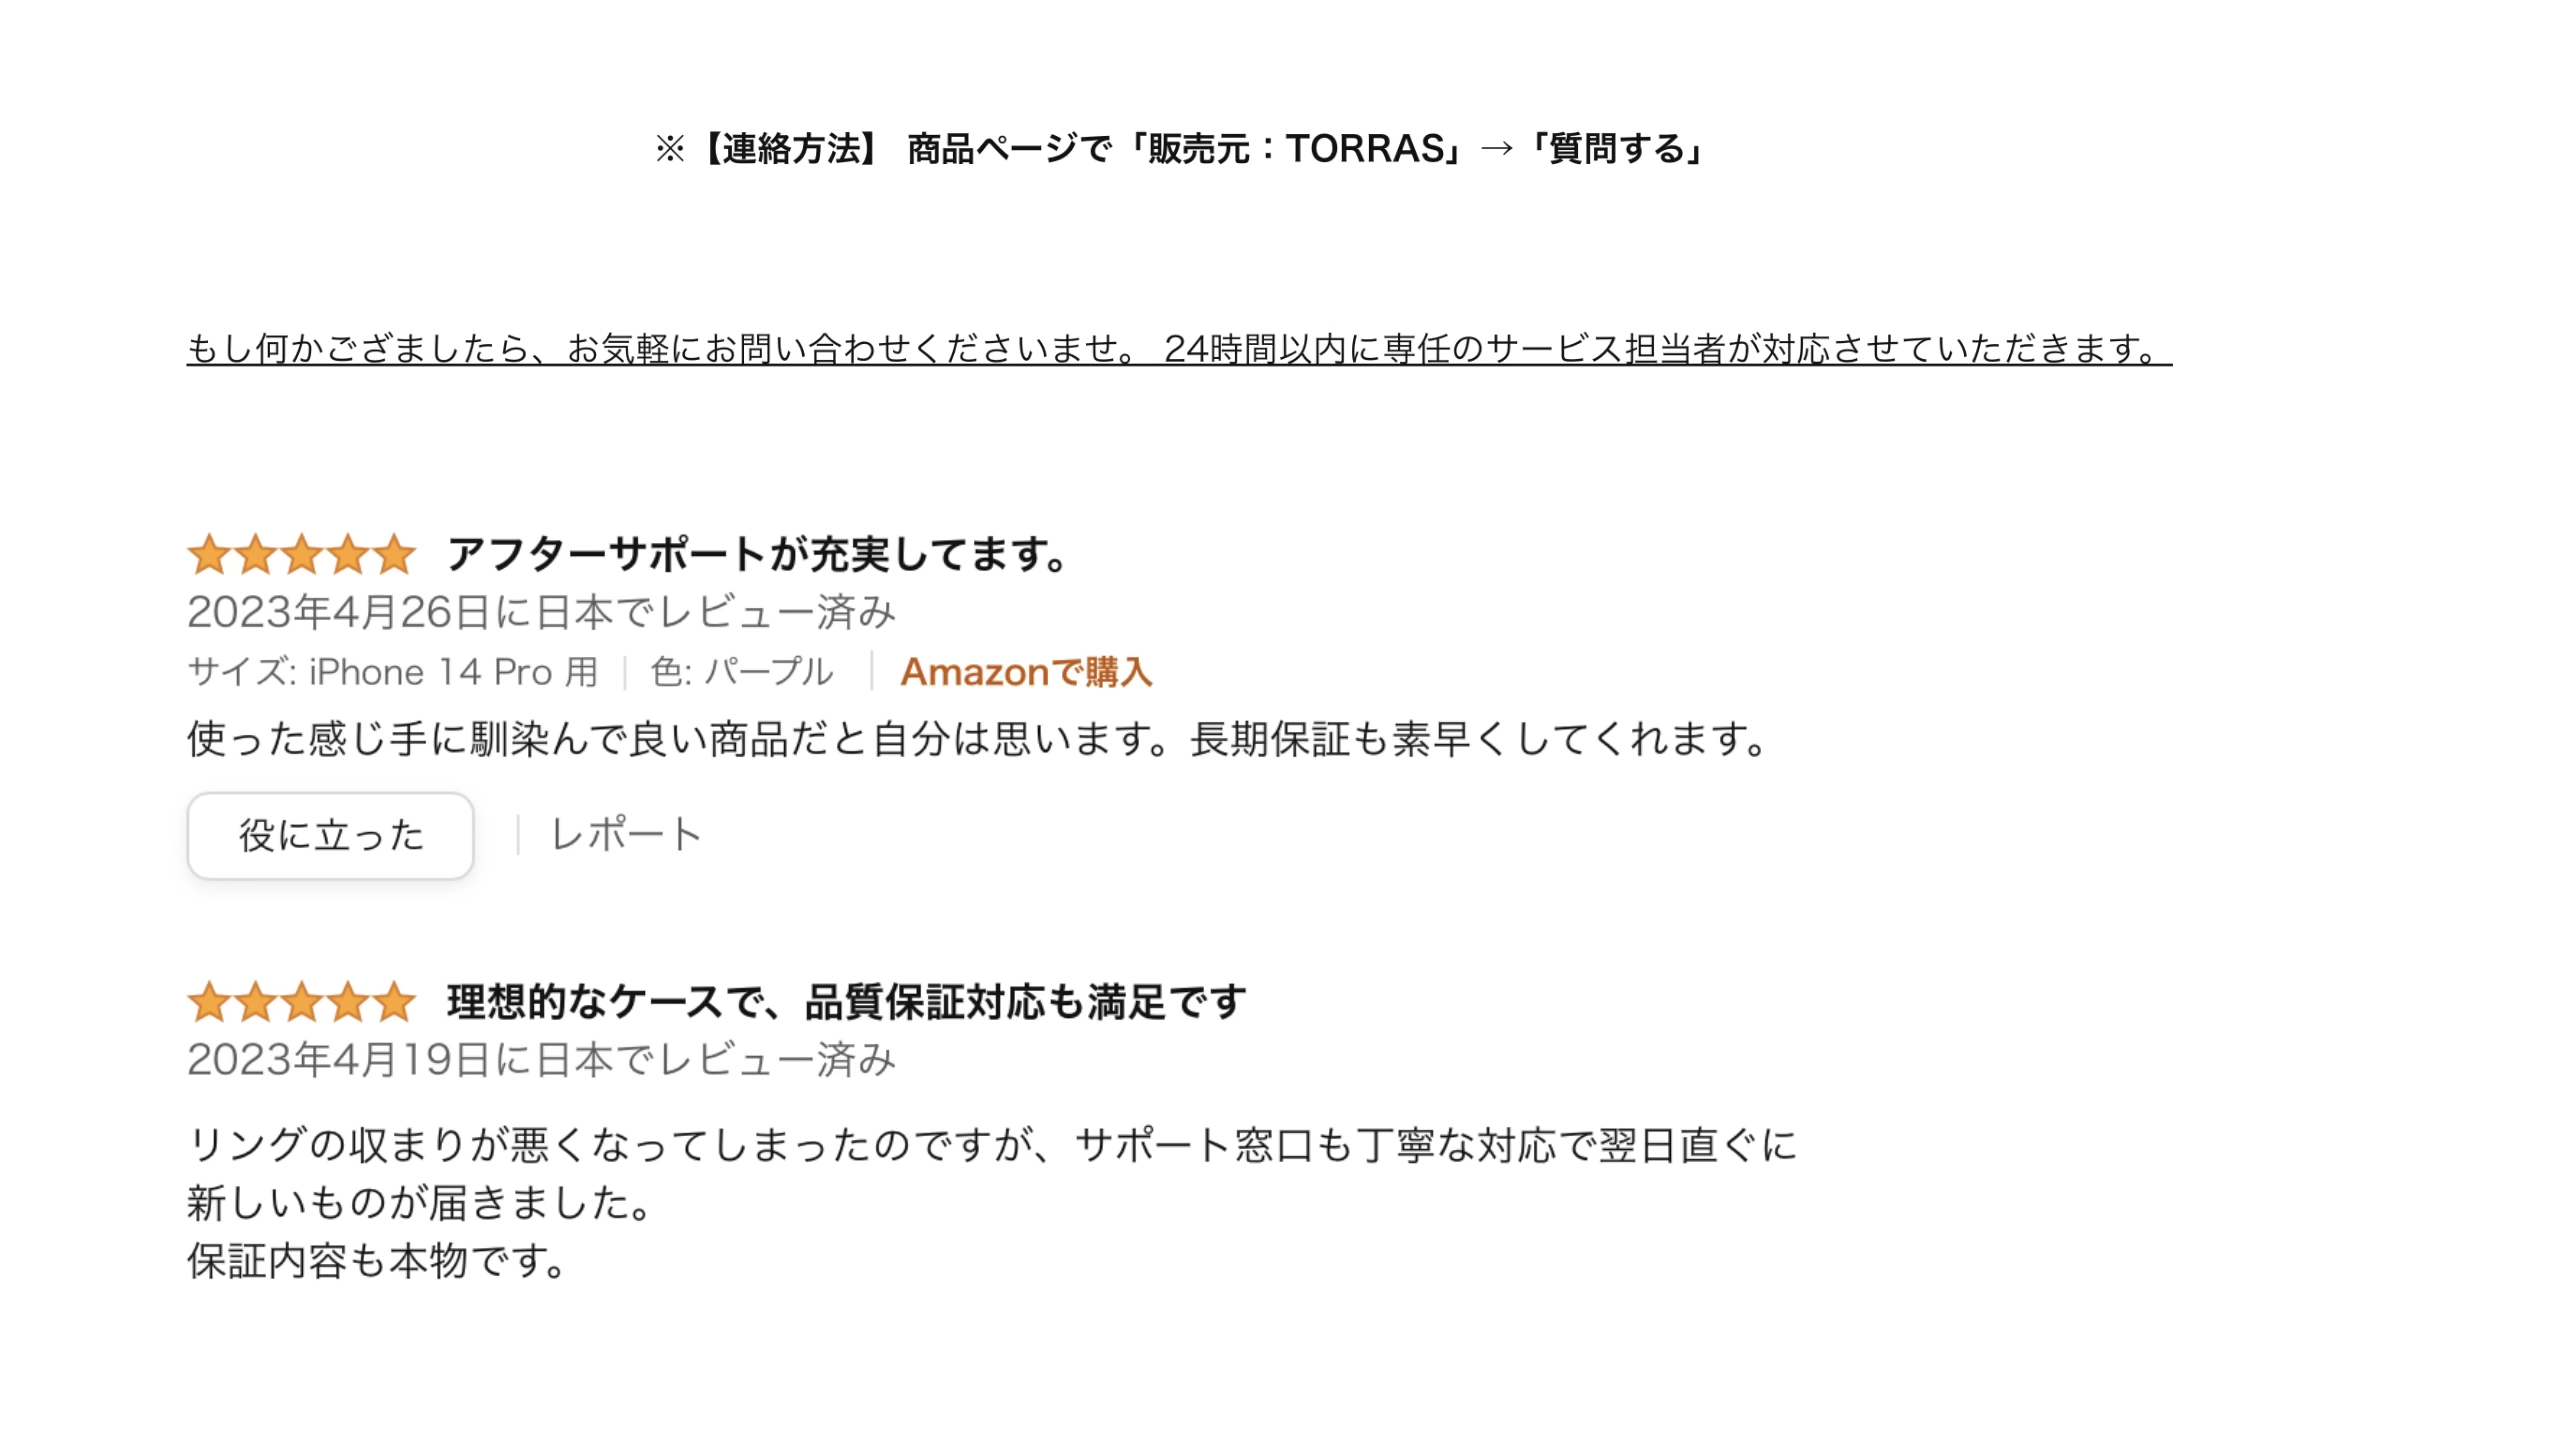 ※【連絡方法】 商品ページで「販売元：TORRAS」→「質問する」
もし何かござましたら、お気軽にお問い合わせくださいませ。 24時間以内に専任のサービス担当者が対応させていただきます。
アフターサポートが充実してます。
2023年4月26日に日本でレビュー済み
サイズ: iPhone 14 Pro 用 | 色: パープル | Amazonで購入
使った感じ手に馴染んで良い商品だと自分は思います。長期保証も素早くしてくれます。
役に立った | レポート
理想的なケースで、品質保証対応も満足です
2023年4月19日に日本でレビュー済み
リングの収まりが悪くなってしまったのですが、サポート窓口も丁寧な対応で翌日直ぐに
新しいものが届きました。
保証内容も本物です。